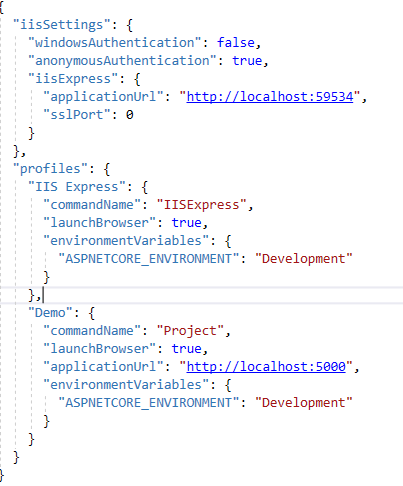 {
  "iisSettings": {
    "windowsAuthentication": false,
    "anonymousAuthentication": true,
    "iisExpress": {
      "applicationUrl": "http://localhost:59534",
      "sslPort": 0
    }
  },
  "profiles": {
    "IIS Express": {
      "commandName": "IISExpress",
      "launchBrowser": true,
      "environmentVariables": {
        "ASPNETCORE_ENVIRONMENT": "Development"
      }
    },
    "Demo": {
      "commandName": "Project",
      "launchBrowser": true,
      "applicationUrl": "http://localhost:5000",
      "environmentVariables": {
        "ASPNETCORE_ENVIRONMENT": "Development"
      }
    }
  }
}